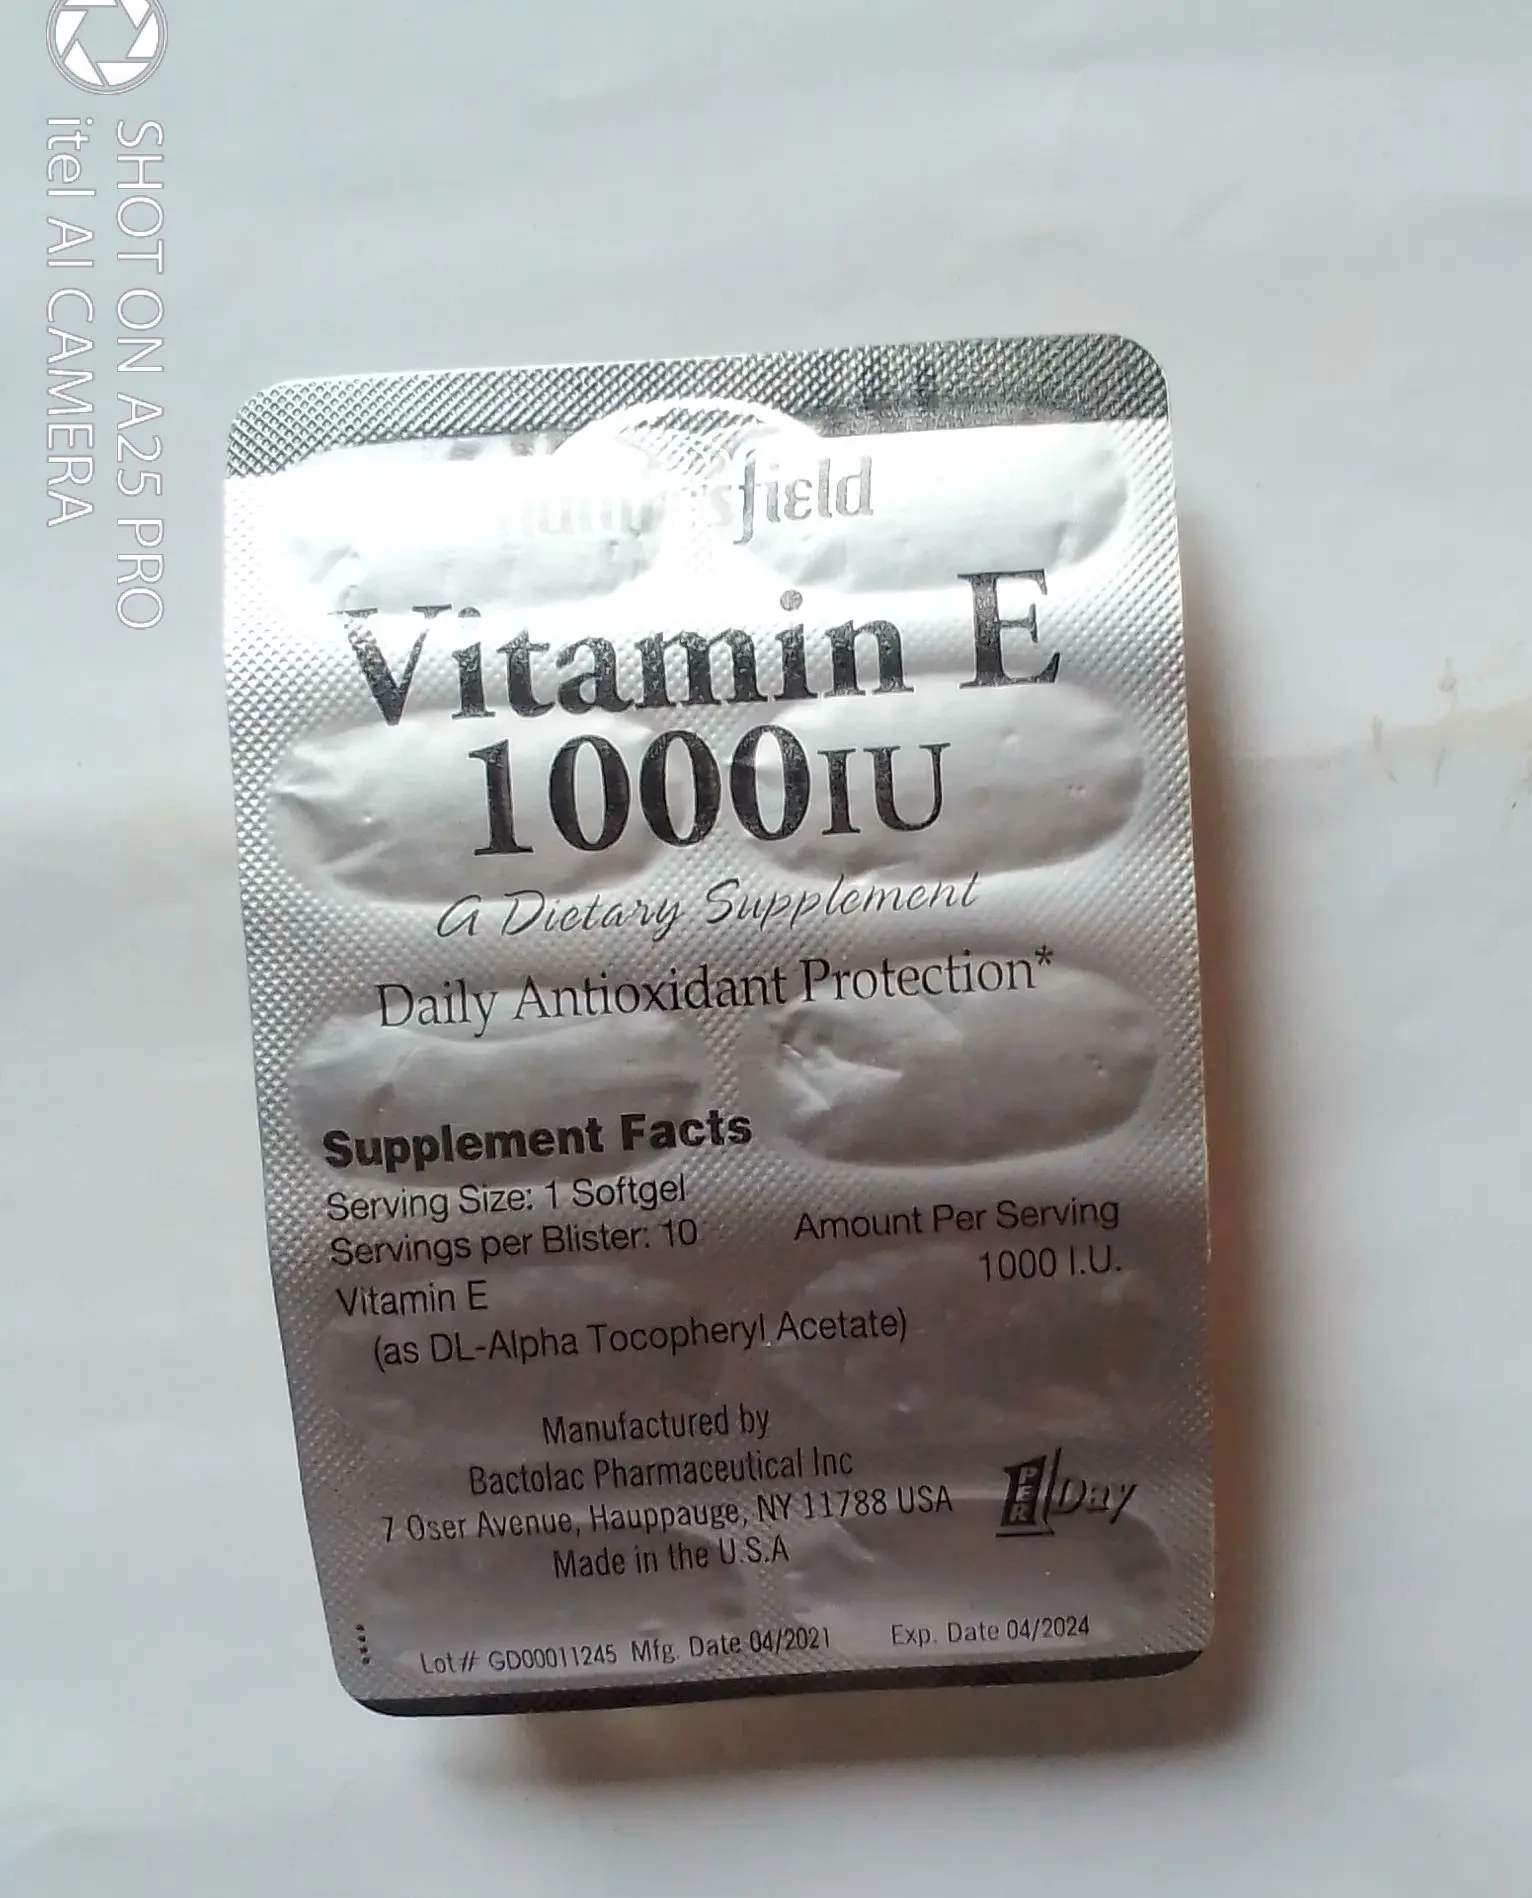 SHOT ON A25 PRO
itel AI CAMERA
Vitamin E
1000IU
A Dietary Supplement
Daily Antioxidant Protection*
Supplement Facts
Serving Size: 1 Softgel
Servings per Blister: 10
Amount Per Serving
Vitamin E
1000 I.U.
(as DL-Alpha Tocopheryl Acetate)
Manufactured by
Bactolac Pharmaceutical Inc
7 Oser Avenue, Hauppauge, NY 11788 USA
Made in the U.S.A
1 PER Day
Lot# GD00011245 Mfg. Date 04/2021 Exp. Date 04/2024